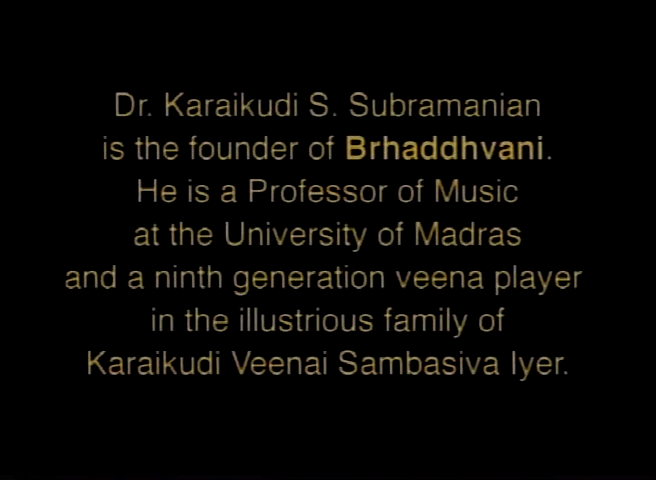 Dr. Karaikudi S. Subramanian
is the founder of Brhaddhvani.
He is a Professor of Music
at the University of Madras
and a ninth generation veena player
in the illustrious family of
Karaikudi Veenai Sambasiva Iyer.